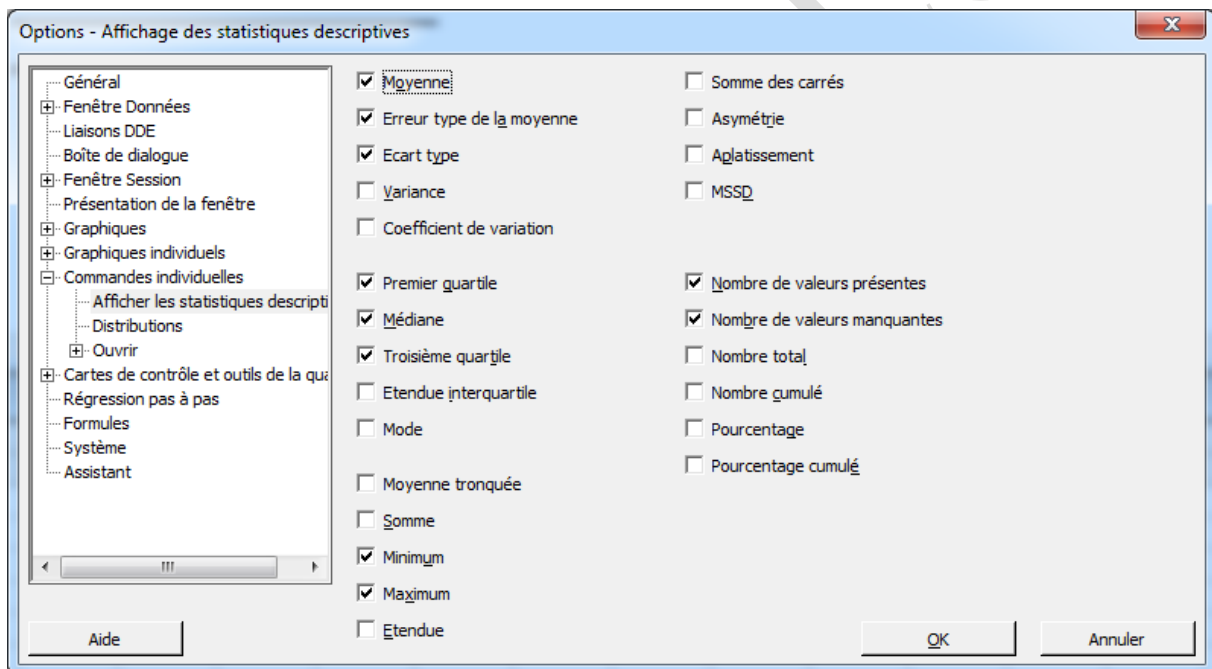 Options - Affichage des statistiques descriptives
Général
Fenêtre Données
Liaisons DDE
Boîte de dialogue
Fenêtre Session
Présentation de la fenêtre
Graphiques
Graphiques individuels
Commandes individuelles
Afficher les statistiques descripti
Distributions
Ouvrir
Cartes de contrôle et outils de la qua
Régression pas à pas
Formules
Système
Assistant
Moyenne
Erreur type de la moyenne
Ecart type
Variance
Coefficient de variation
Premier quartile
Médiane
Troisième quartile
Etendue interquartile
Mode
Moyenne tronquée
Somme
Minimum
Maximum
Etendue
Somme des carrés
Asymétrie
Aplatissement
MSSD
Nombre de valeurs présentes
Nombre de valeurs manquantes
Nombre total
Nombre cumulé
Pourcentage
Pourcentage cumulé
Aide
OK
Annuler